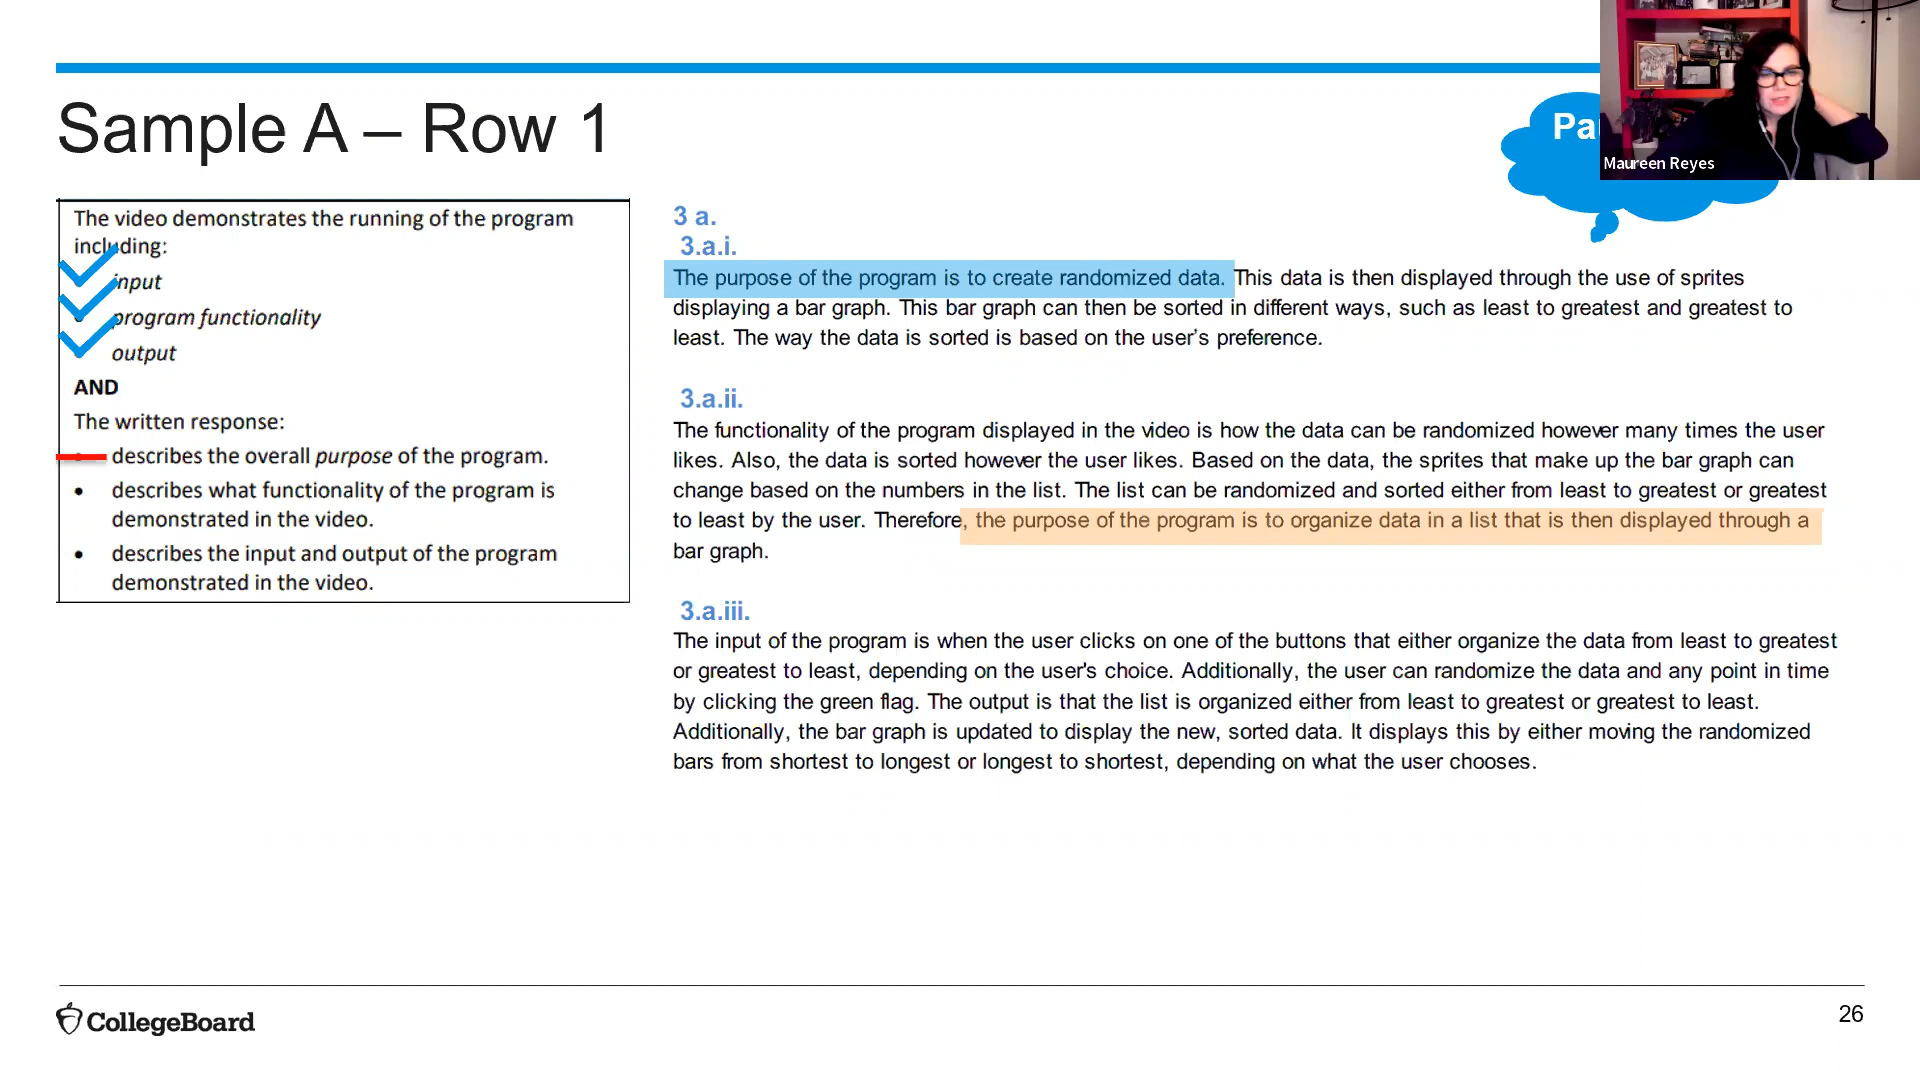 Sample A – Row 1
Pa
Maureen Reyes
The video demonstrates the running of the program
including:
input
program functionality
output
AND
The written response:
describes the overall purpose of the program.
• describes what functionality of the program is
demonstrated in the video.
• describes the input and output of the program
demonstrated in the video.
3 a.
3.a.i.
The purpose of the program is to create randomized data. This data is then displayed through the use of sprites
displaying a bar graph. This bar graph can then be sorted in different ways, such as least to greatest and greatest to
least. The way the data is sorted is based on the user’s preference.
3.a.ii.
The functionality of the program displayed in the video is how the data can be randomized however many times the user
likes. Also, the data is sorted however the user likes. Based on the data, the sprites that make up the bar graph can
change based on the numbers in the list. The list can be randomized and sorted either from least to greatest or greatest
to least by the user. Therefore, the purpose of the program is to organize data in a list that is then displayed through a
bar graph.
3.a.iii.
The input of the program is when the user clicks on one of the buttons that either organize the data from least to greatest
or greatest to least, depending on the user's choice. Additionally, the user can randomize the data and any point in time
by clicking the green flag. The output is that the list is organized either from least to greatest or greatest to least.
Additionally, the bar graph is updated to display the new, sorted data. It displays this by either moving the randomized
bars from shortest to longest or longest to shortest, depending on what the user chooses.
CollegeBoard
26